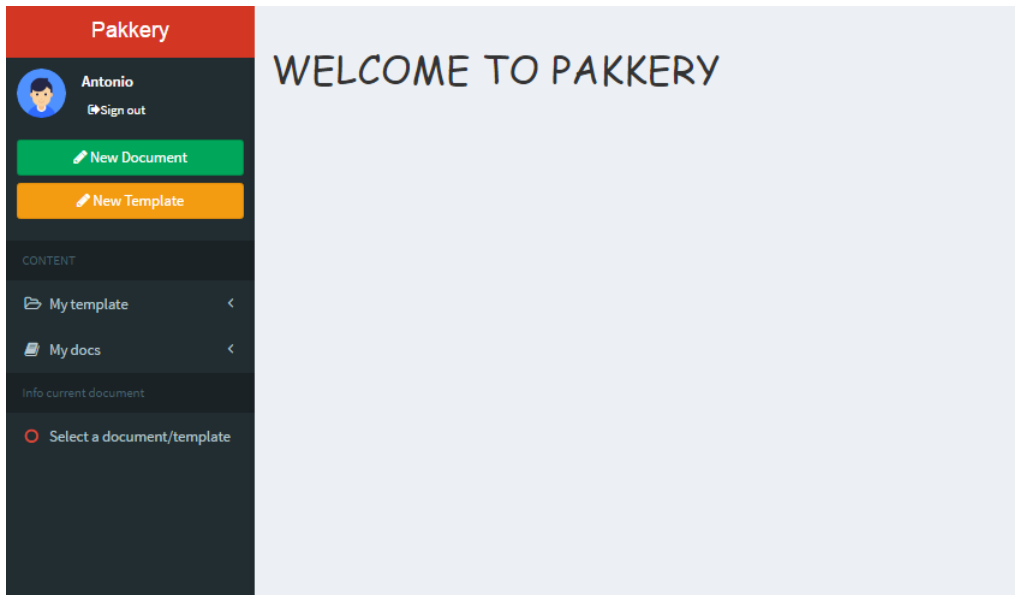 Pakkery
WELCOME TO PAKKERY
Antonio
Sign out
New Document
New Template
CONTENT
My template
My docs
Info current document
Select a document/template